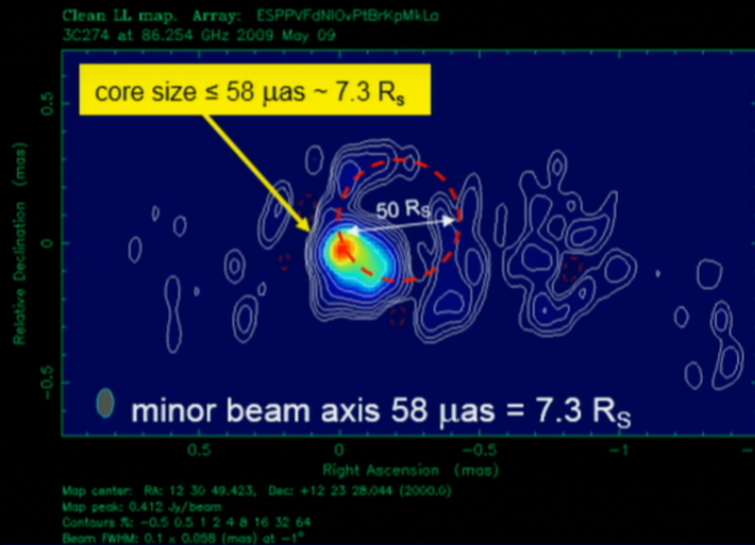 Clean LL map. Array: ESPPVFdNlOvPtBrKpMkLa
3C274 at 86.254 GHz 2009 May 09
core size ≤ 58 μas ~ 7.3 Rs
0.5
0
-0.5
Relative Declination (mas)
50 Rs
minor beam axis 58 μas = 7.3 RS
0.5 0 -0.5 -1
Right Ascension (mas)
Map center: RA: 12 30 49.423, Dec: +12 23 28.044 (2000.0)
Map peak: 0.412 Jy/beam
Contours %: -0.5 0.5 1 2 4 8 16 32 64
Beam FWHM: 0.1 x 0.058 (mas) at -1°